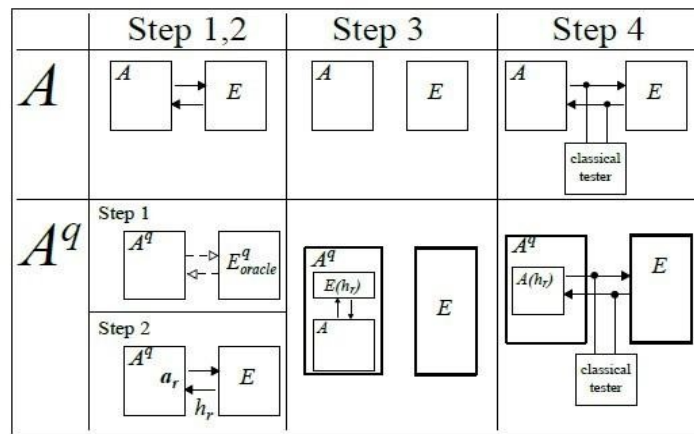 Step 1,2
Step 3
Step 4
A
A
E
A
E
A
E
classical
tester
A^q
Step 1
A^q
E^q_oracle
Step 2
A^q
a_r
h_r
E
A^q
E(h_r)
A
E
A^q
A(h_r)
E
classical
tester